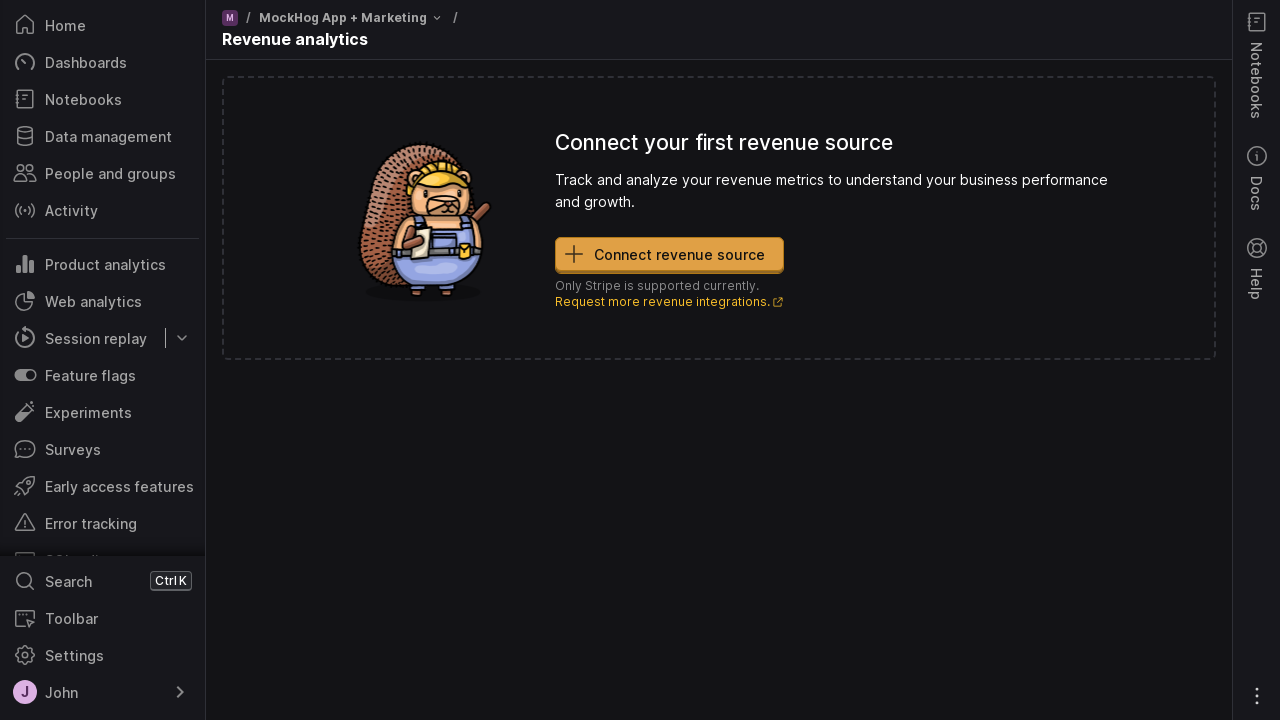 Home
Dashboards
Notebooks
Data management
People and groups
Activity
Product analytics
Web analytics
Session replay
Feature flags
Experiments
Surveys
Early access features
Error tracking
Search Ctrl K
Toolbar
Settings
J John
M / MockHog App + Marketing /
Revenue analytics
Connect your first revenue source
Track and analyze your revenue metrics to understand your business performance
and growth.
Connect revenue source
Only Stripe is supported currently.
Request more revenue integrations.
Notebooks
Docs
Help